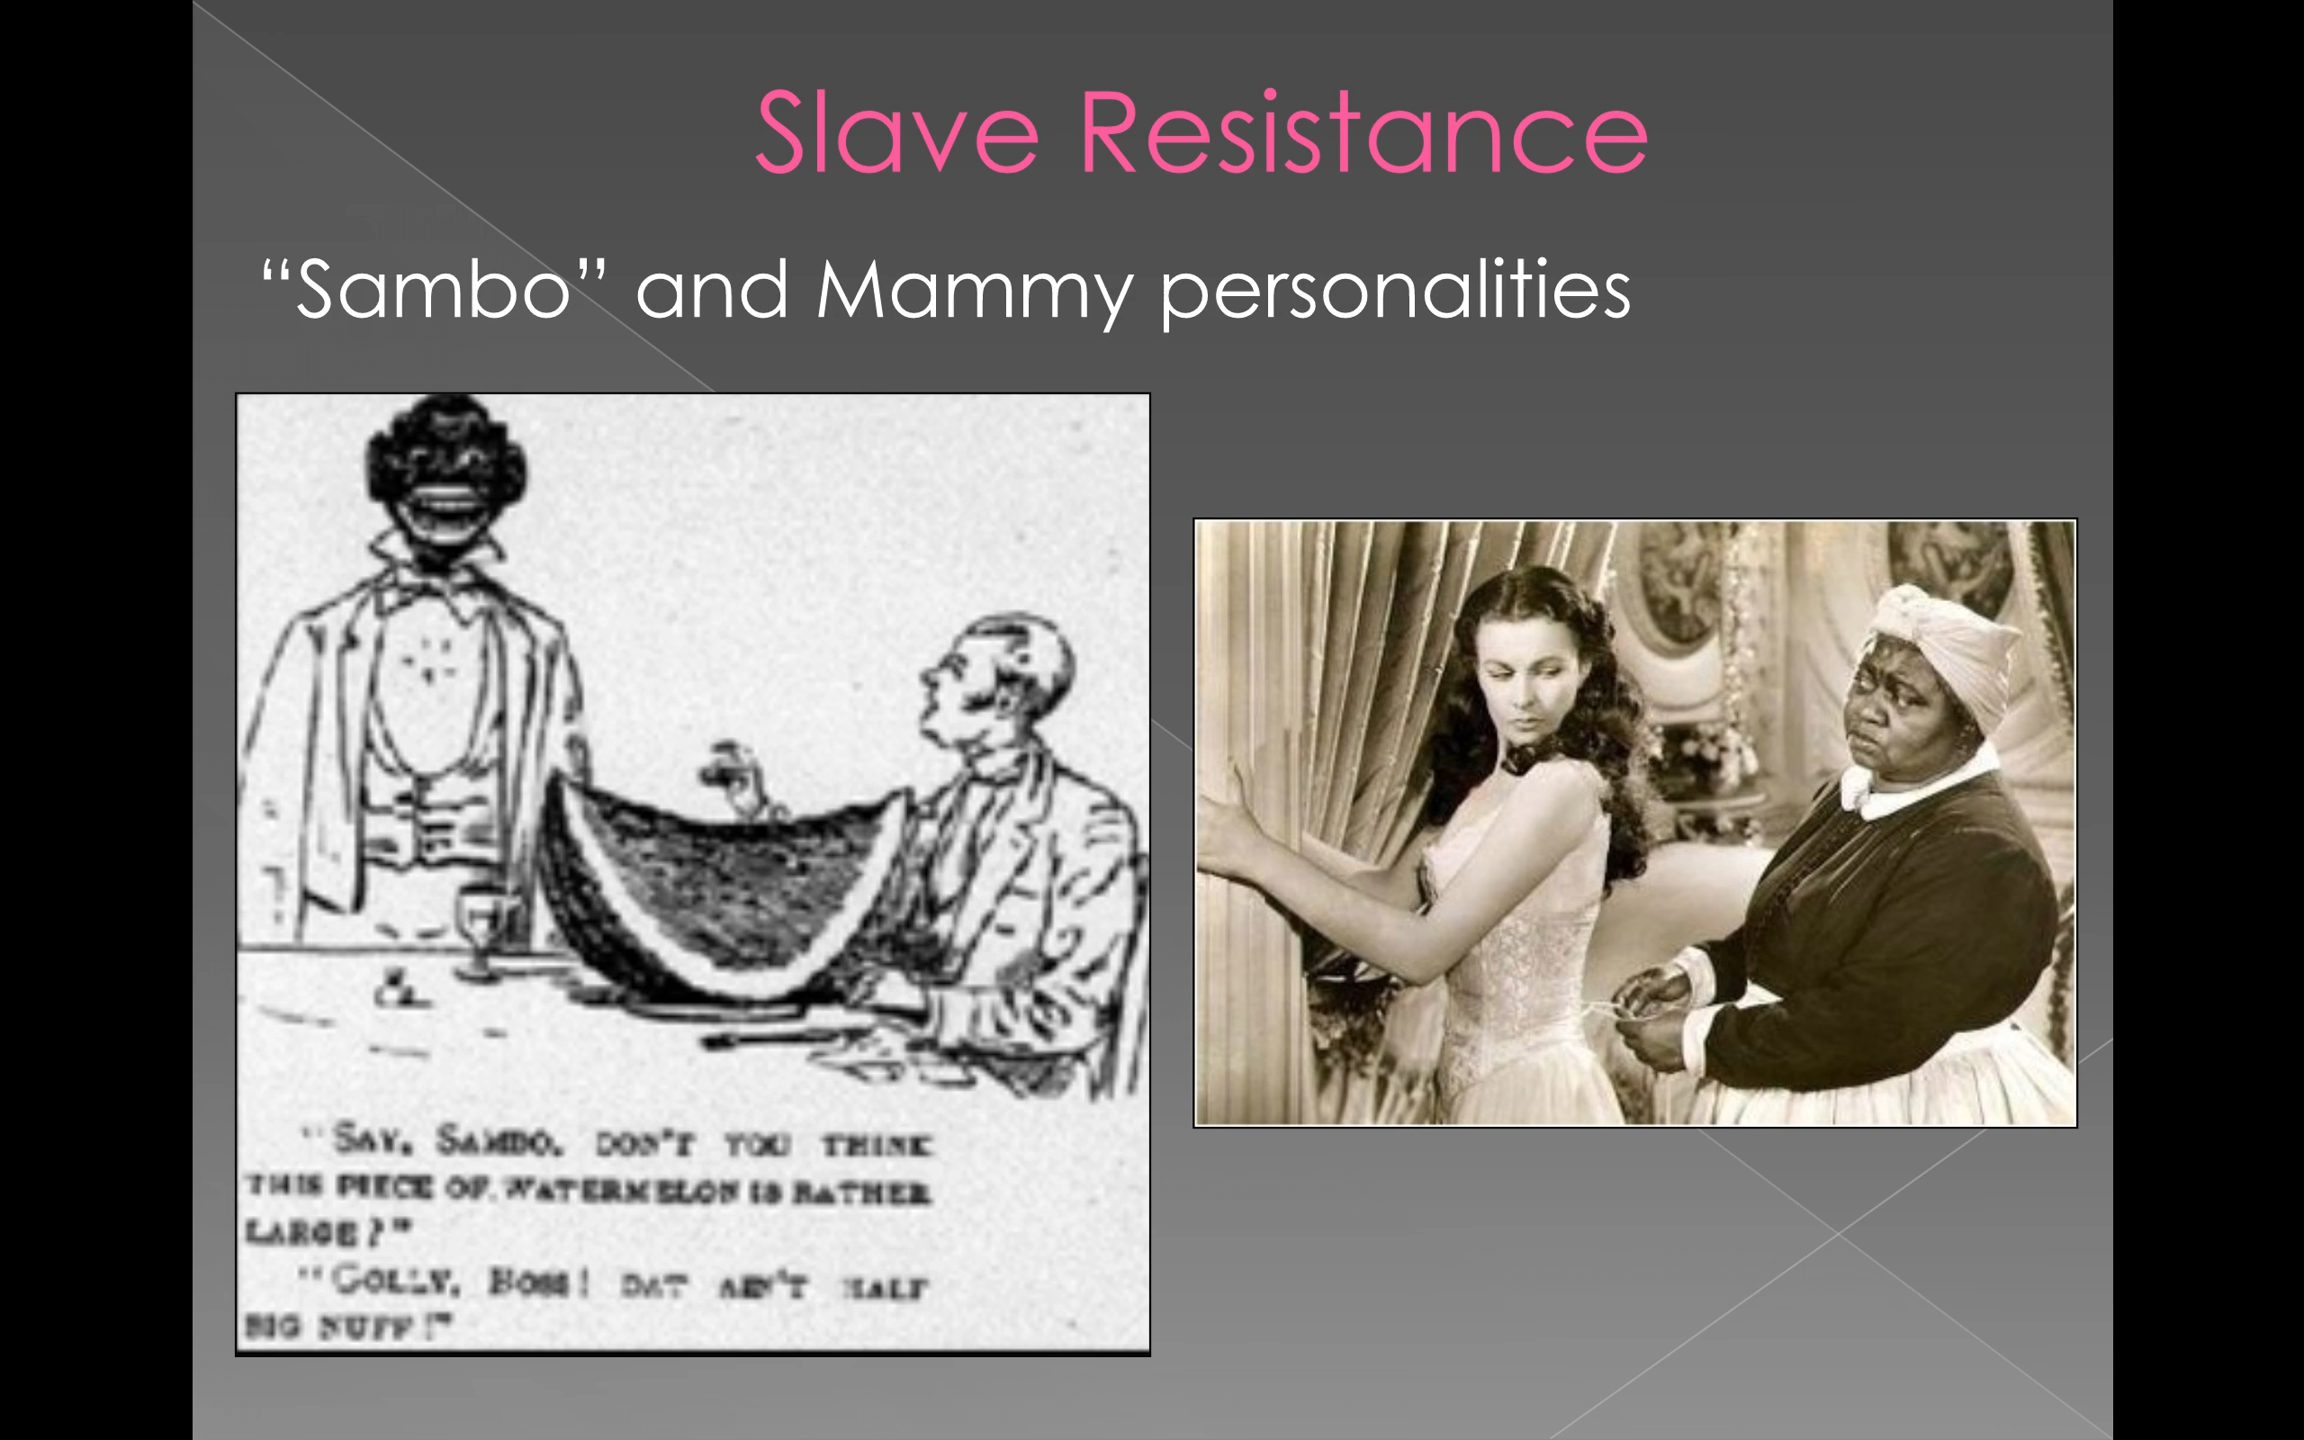 Slave Resistance
“Sambo” and Mammy personalities
"SAY, SAMBO, DON'T YOU THINK
THIS PIECE OF WATERMELON IS RATHER
LARGE?"
"GOLLY, BOSS! DAT AIN'T HALF
BIG NUFF!"